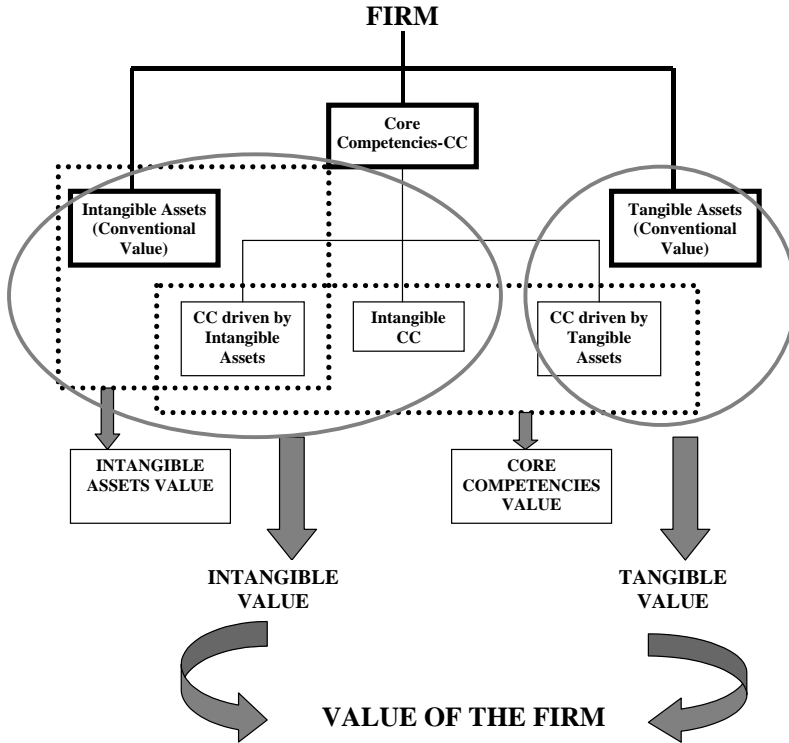 FIRM
Core
Competencies-CC
Intangible Assets
(Conventional
Value)
Tangible Assets
(Conventional
Value)
CC driven by
Intangible
Assets
Intangible
CC
CC driven by
Tangible
Assets
INTANGIBLE
ASSETS VALUE
CORE
COMPETENCIES
VALUE
INTANGIBLE
VALUE
TANGIBLE
VALUE
VALUE OF THE FIRM